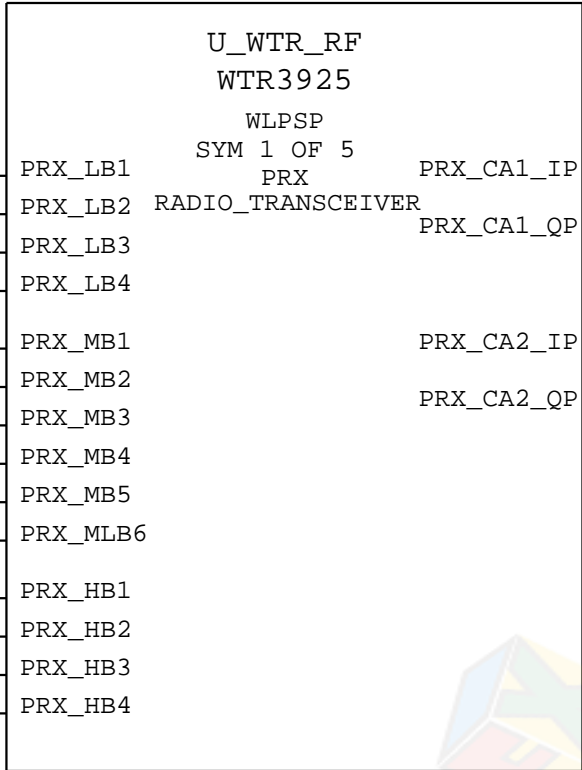 U_WTR_RF
WTR3925
WLPSP
SYM 1 OF 5
PRX
RADIO_TRANSCEIVER
PRX_LB1
PRX_LB2
PRX_LB3
PRX_LB4
PRX_MB1
PRX_MB2
PRX_MB3
PRX_MB4
PRX_MB5
PRX_MLB6
PRX_HB1
PRX_HB2
PRX_HB3
PRX_HB4
PRX_CA1_IP
PRX_CA1_QP
PRX_CA2_IP
PRX_CA2_QP